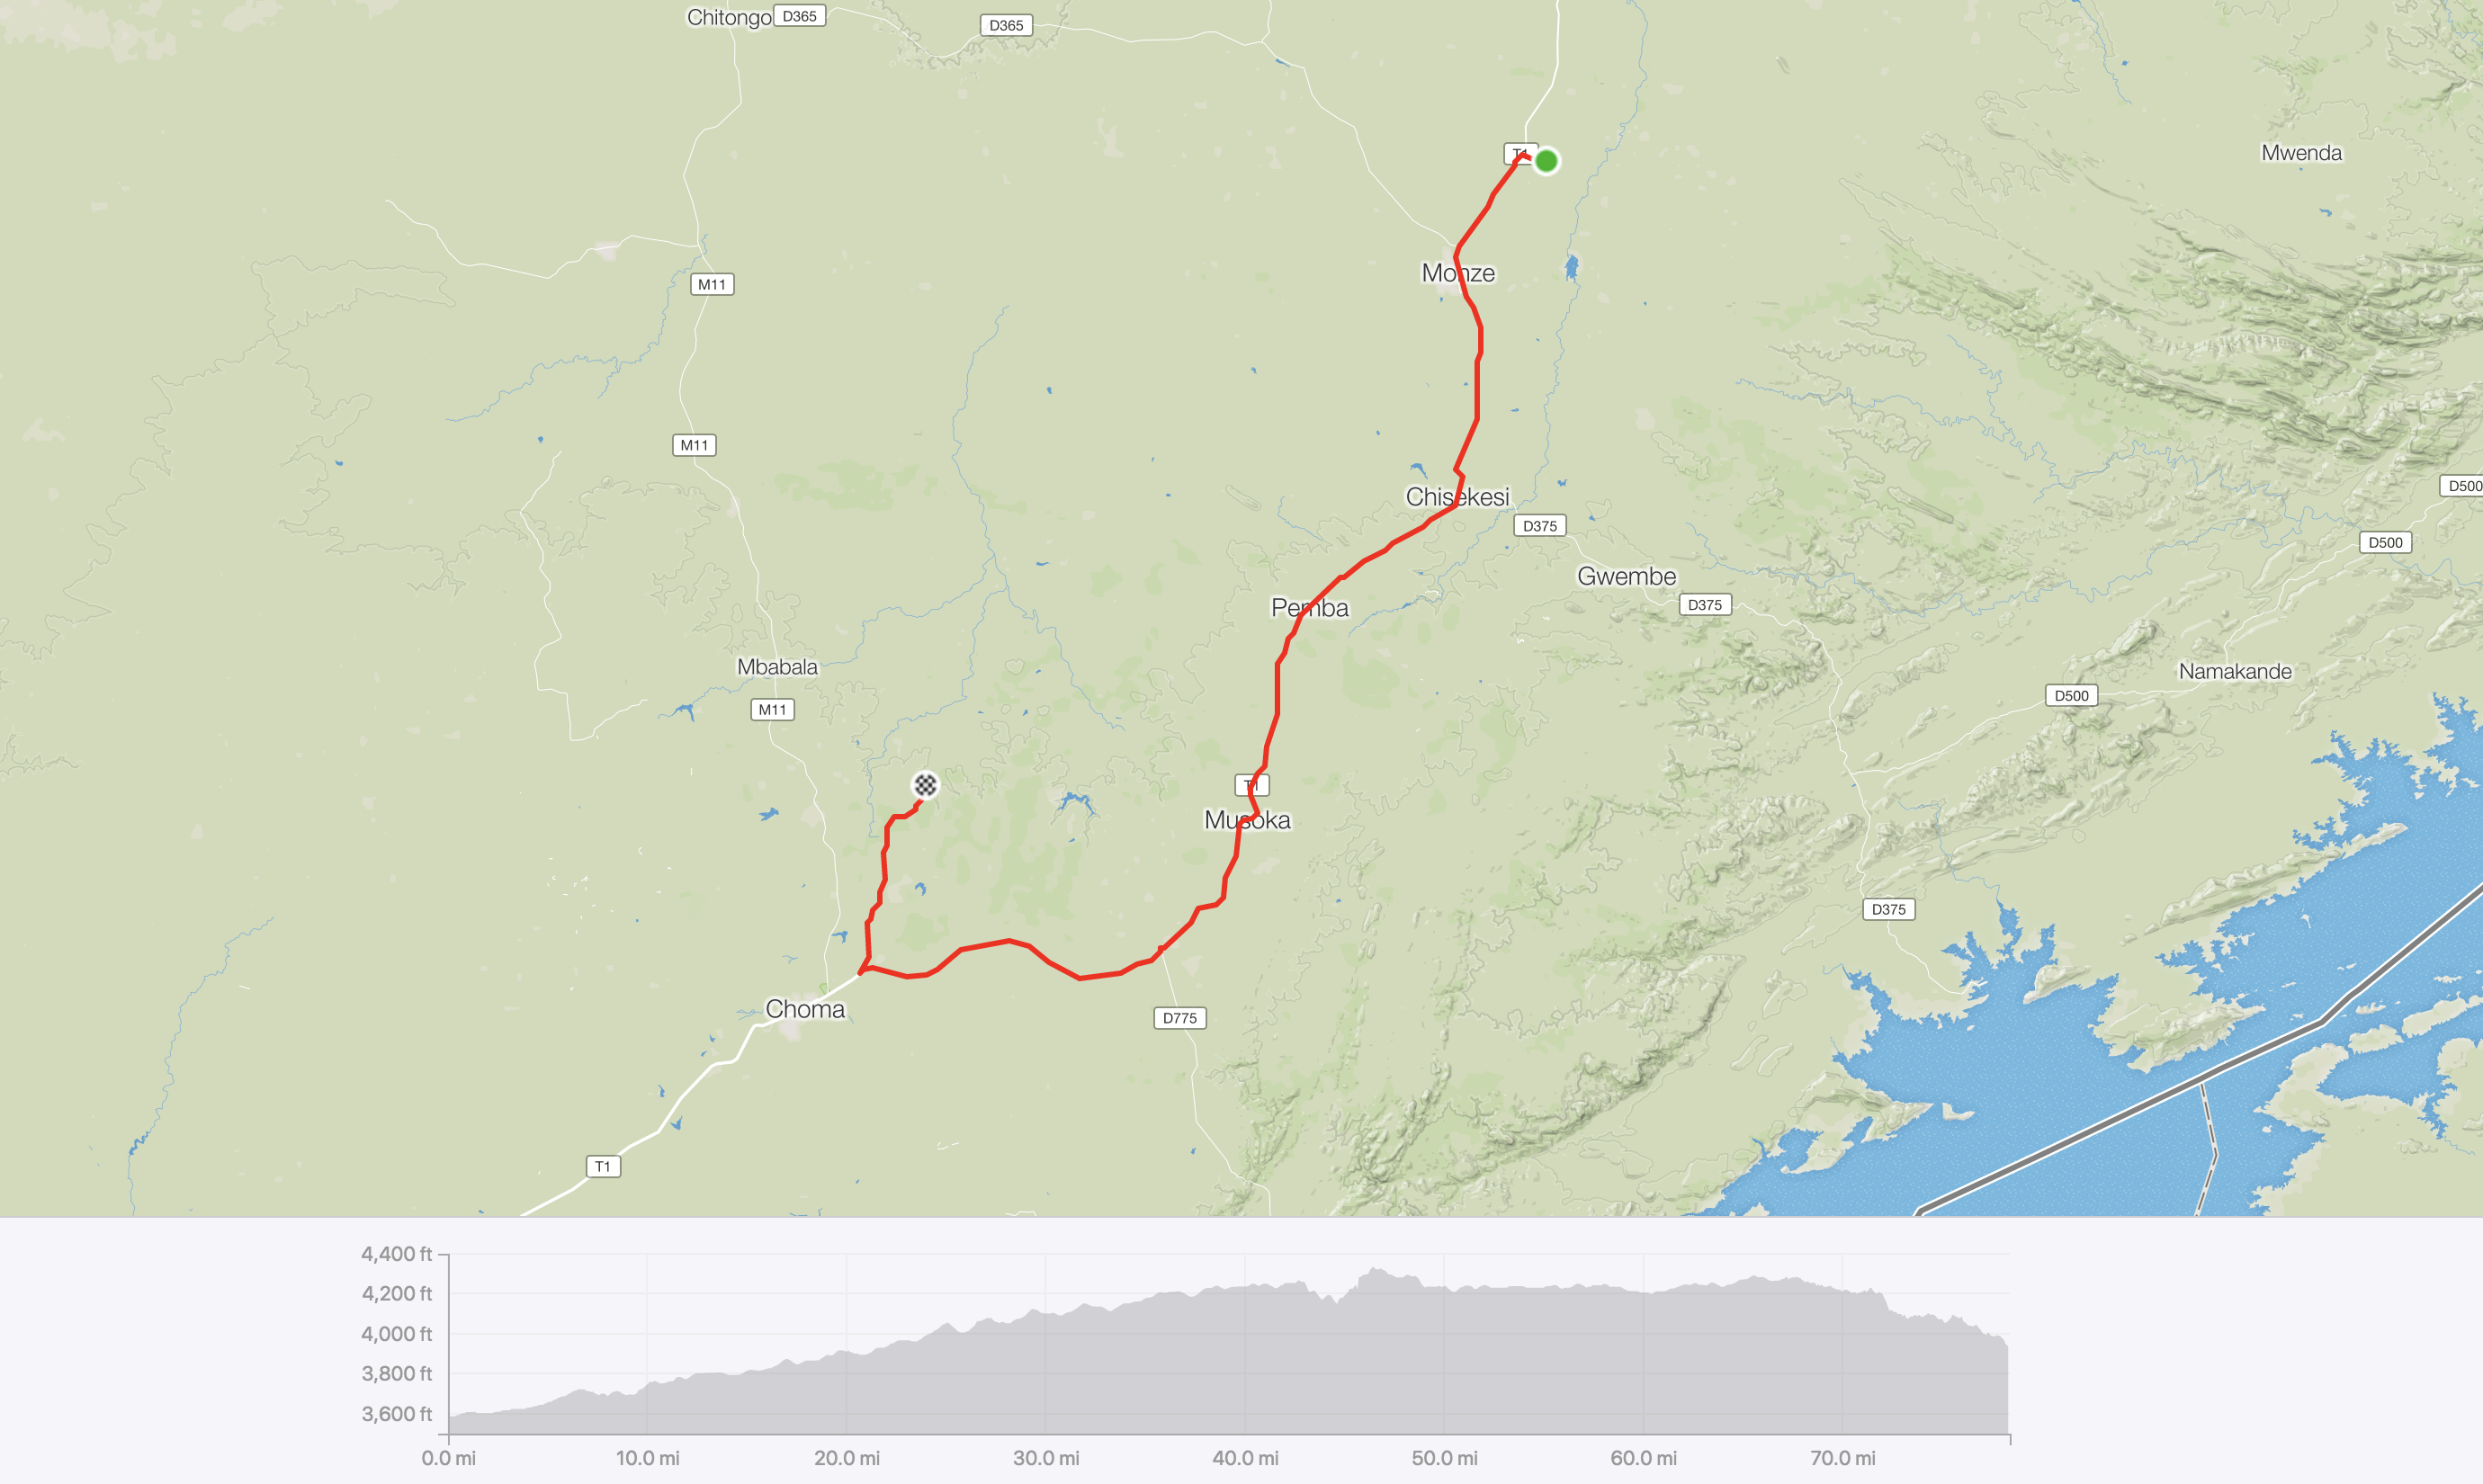 Chitongo
D365
D365
T1
Mwenda
Monze
M11
M11
D500
Chisekesi
D375
D500
Gwembe
D375
Pemba
Mbabala
Namakande
D500
M11
T1
Musoka
D375
Choma
D775
T1
4,400 ft
4,200 ft
4,000 ft
3,800 ft
3,600 ft
0.0 mi
10.0 mi
20.0 mi
30.0 mi
40.0 mi
50.0 mi
60.0 mi
70.0 mi